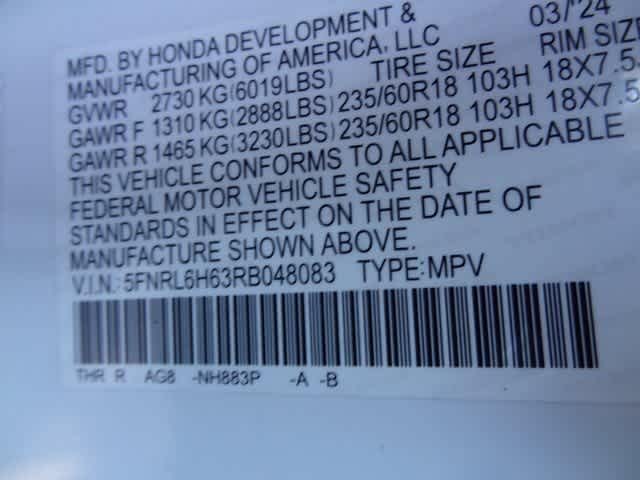 MFD. BY HONDA DEVELOPMENT & 03/'24
MANUFACTURING OF AMERICA, LLC
GVWR 2730 KG(6019LBS) TIRE SIZE RIM SIZE
GAWR F 1310 KG(2888LBS) 235/60R18 103H 18X7.5
GAWR R 1465 KG(3230LBS) 235/60R18 103H 18X7.5
THIS VEHICLE CONFORMS TO ALL APPLICABLE
FEDERAL MOTOR VEHICLE SAFETY
STANDARDS IN EFFECT ON THE DATE OF
MANUFACTURE SHOWN ABOVE.
V.I.N.: 5FNRL6H63RB048083 TYPE: MPV
THR R AG8 -NH883P -A -B